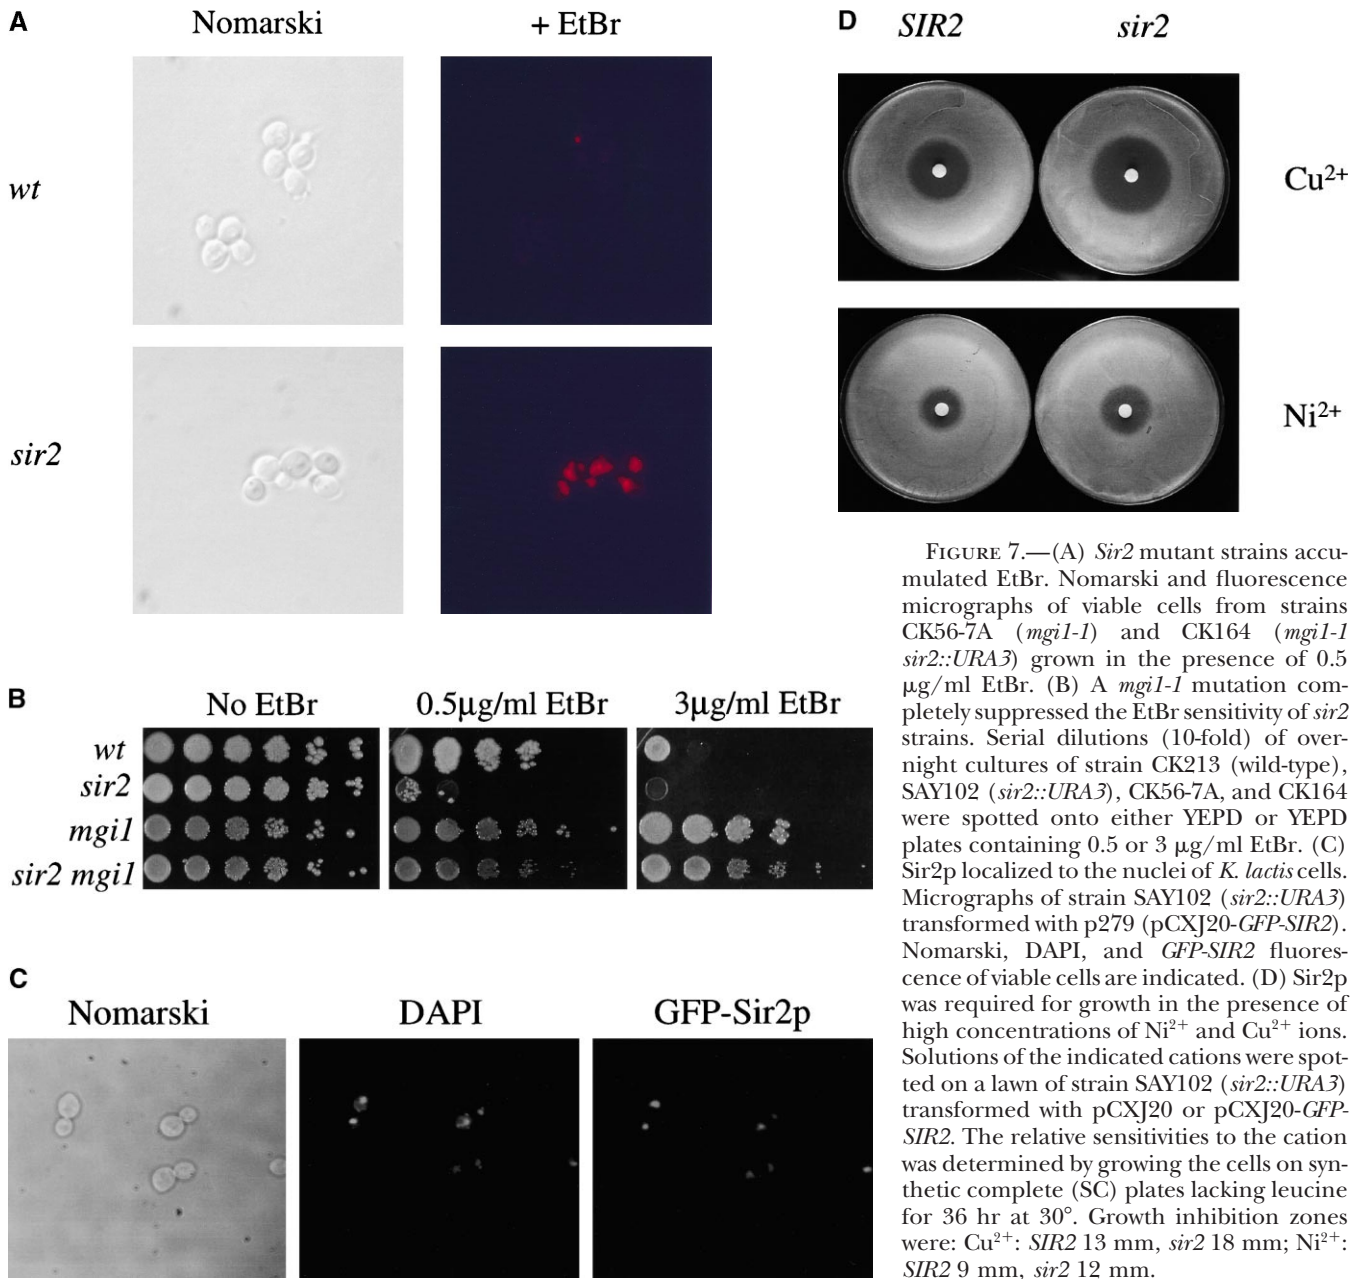 A
Nomarski
+ EtBr
wt
sir2
B
No EtBr
0.5µg/ml EtBr
3µg/ml EtBr
wt
sir2
mgi1
sir2 mgi1
C
Nomarski
DAPI
GFP-Sir2p
D
SIR2
sir2
Cu²⁺
Ni²⁺
FIGURE 7.—(A) Sir2 mutant strains accu-
mulated EtBr. Nomarski and fluorescence
micrographs of viable cells from strains
CK56-7A (mgi1-1) and CK164 (mgi1-1
sir2::URA3) grown in the presence of 0.5
µg/ml EtBr. (B) A mgi1-1 mutation com-
pletely suppressed the EtBr sensitivity of sir2
strains. Serial dilutions (10-fold) of over-
night cultures of strain CK213 (wild-type),
SAY102 (sir2::URA3), CK56-7A, and CK164
were spotted onto either YEPD or YEPD
plates containing 0.5 or 3 µg/ml EtBr. (C)
Sir2p localized to the nuclei of K. lactis cells.
Micrographs of strain SAY102 (sir2::URA3)
transformed with p279 (pCXJ20-GFP-SIR2).
Nomarski, DAPI, and GFP-SIR2 fluores-
cence of viable cells are indicated. (D) Sir2p
was required for growth in the presence of
high concentrations of Ni²⁺ and Cu²⁺ ions.
Solutions of the indicated cations were spot-
ted on a lawn of strain SAY102 (sir2::URA3)
transformed with pCXJ20 or pCXJ20-GFP-
SIR2. The relative sensitivities to the cation
was determined by growing the cells on syn-
thetic complete (SC) plates lacking leucine
for 36 hr at 30°. Growth inhibition zones
were: Cu²⁺: SIR2 13 mm, sir2 18 mm; Ni²⁺:
SIR2 9 mm, sir2 12 mm.